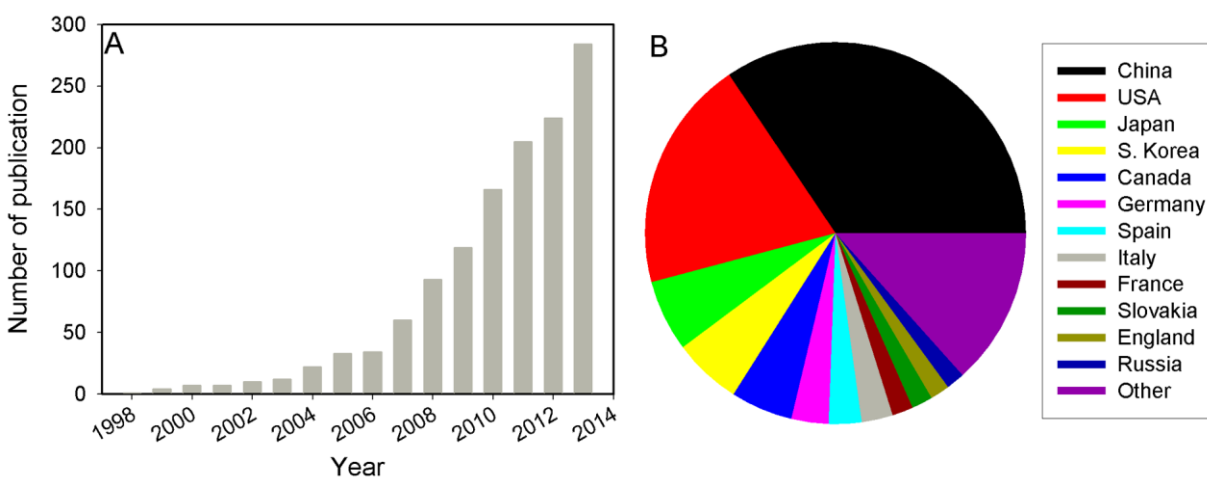 A
300
250
200
150
100
50
0
Number of publication
1998
2000
2002
2004
2006
2008
2010
2012
2014
Year
B
China
USA
Japan
S. Korea
Canada
Germany
Spain
Italy
France
Slovakia
England
Russia
Other